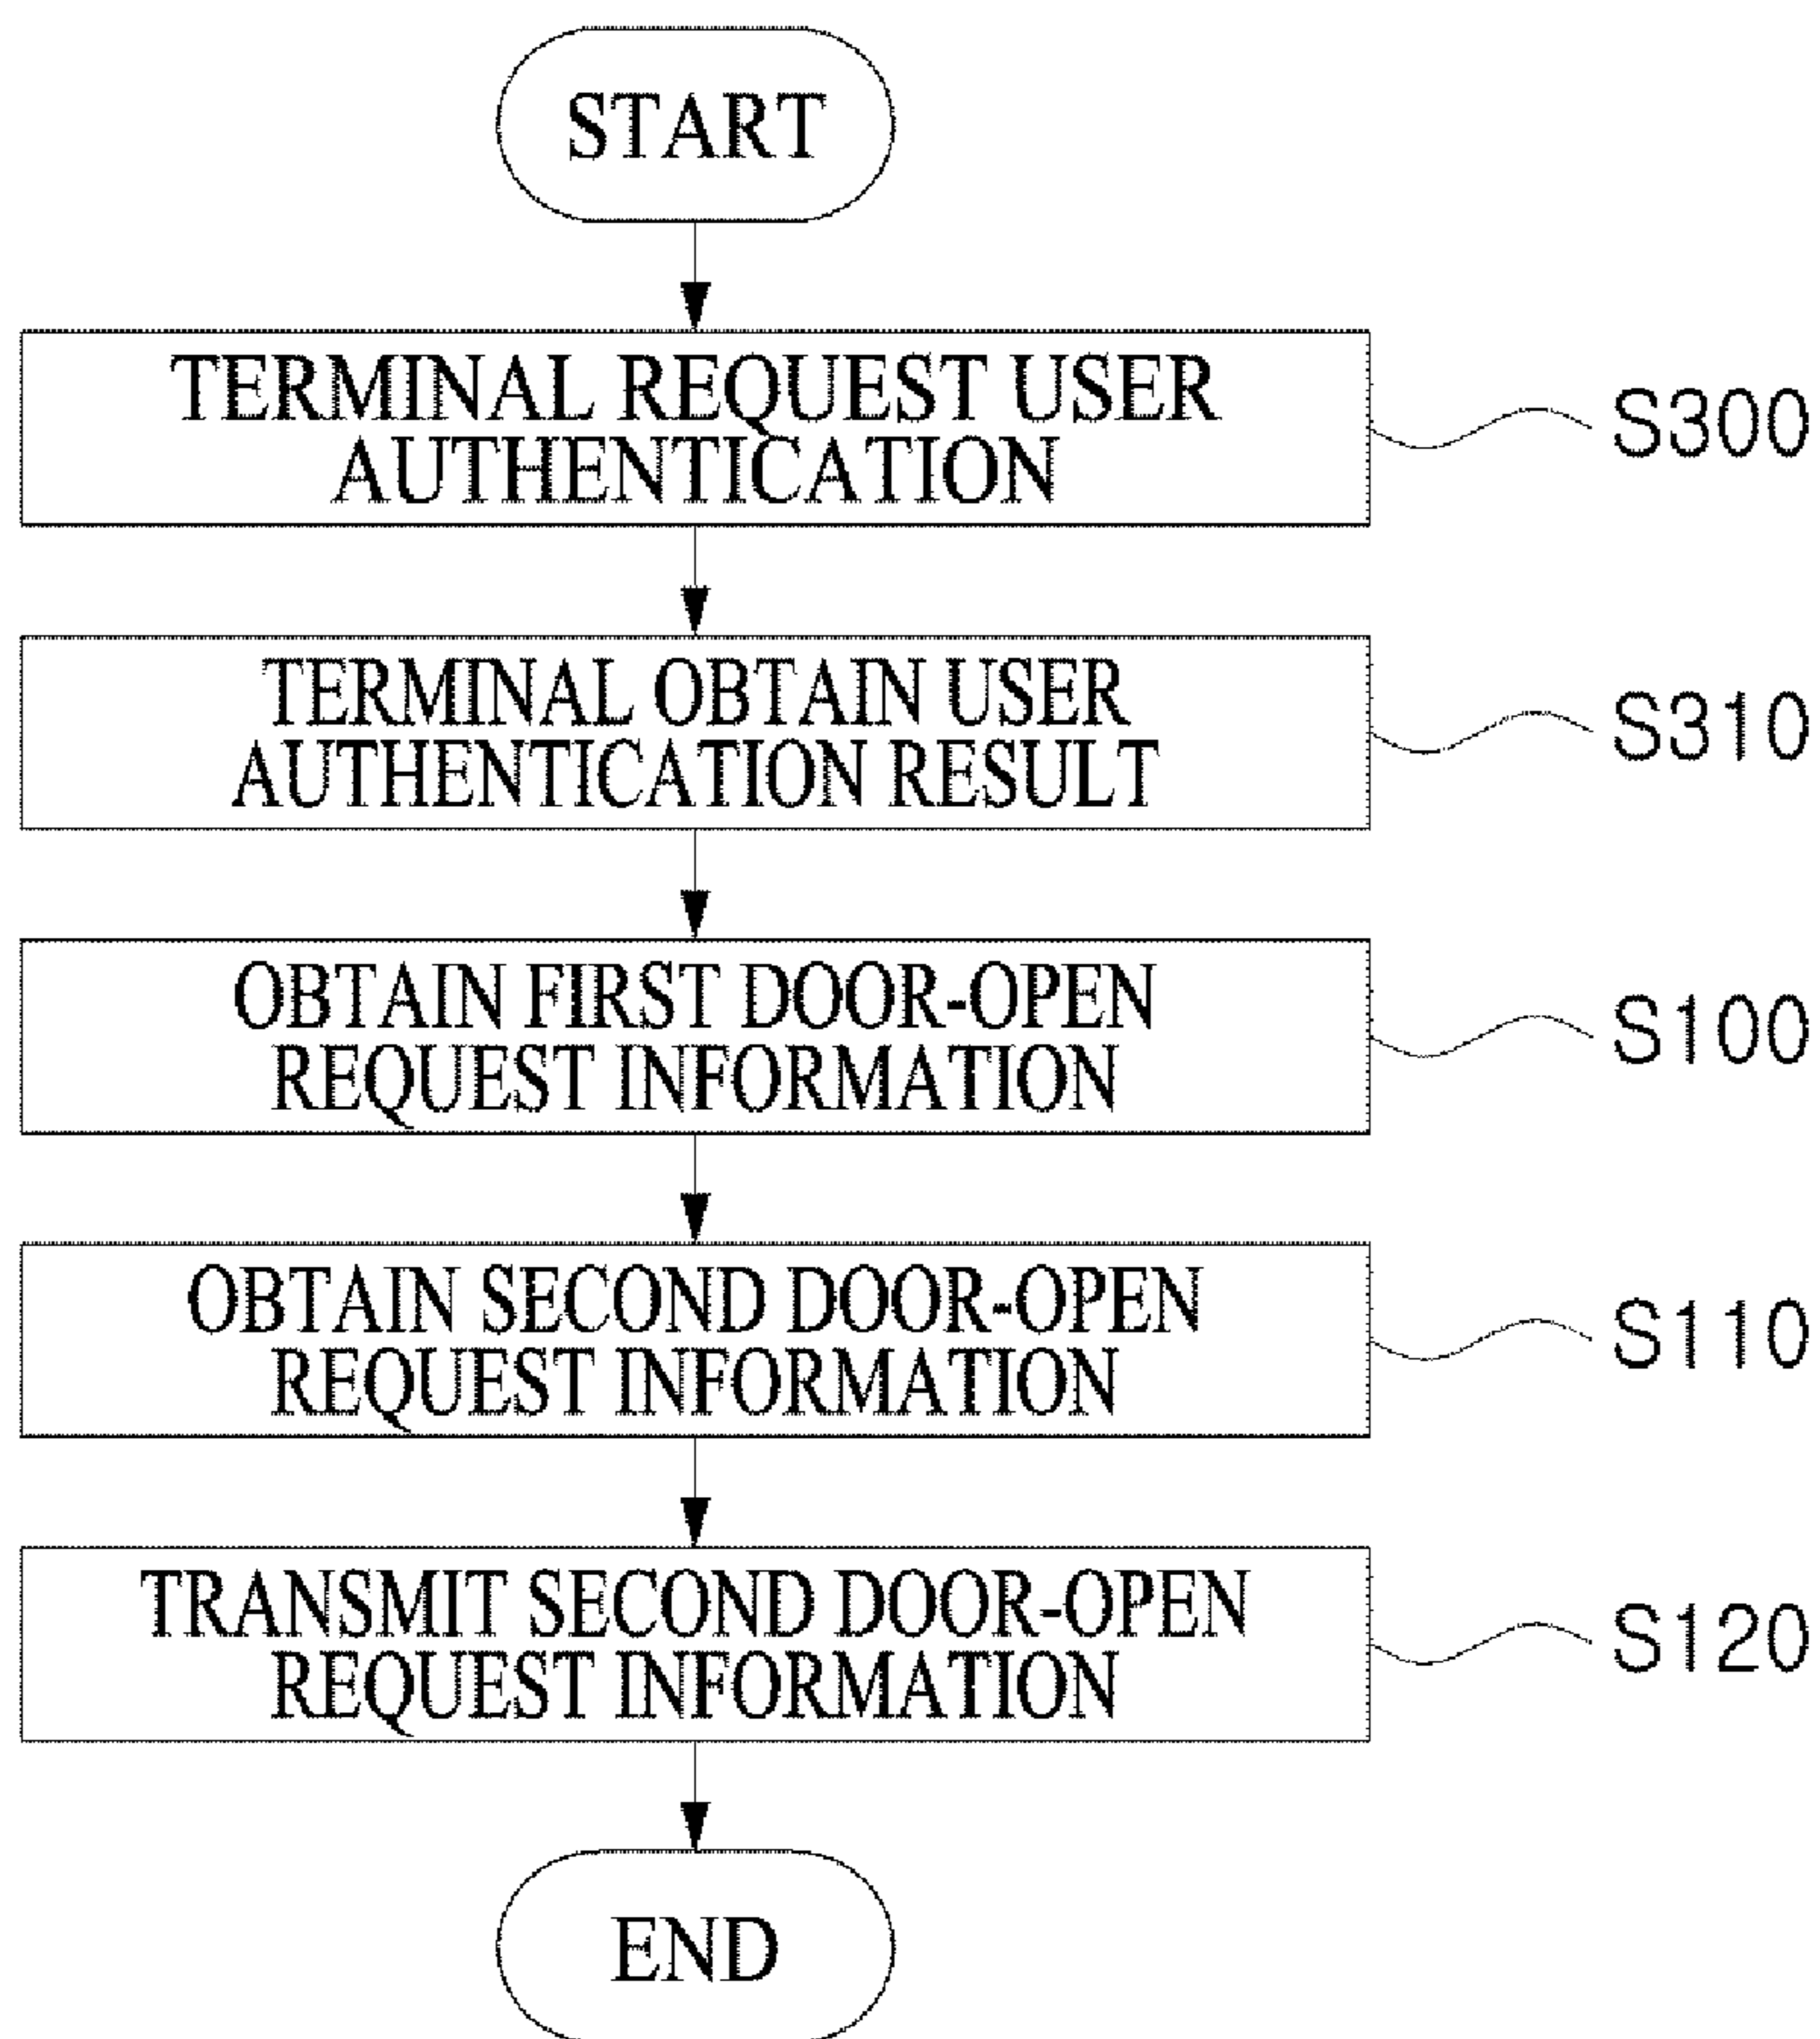 START
TERMINAL REQUEST USER
AUTHENTICATION
S300
TERMINAL OBTAIN USER
AUTHENTICATION RESULT
S310
OBTAIN FIRST DOOR-OPEN
REQUEST INFORMATION
S100
OBTAIN SECOND DOOR-OPEN
REQUEST INFORMATION
S110
TRANSMIT SECOND DOOR-OPEN
REQUEST INFORMATION
S120
END